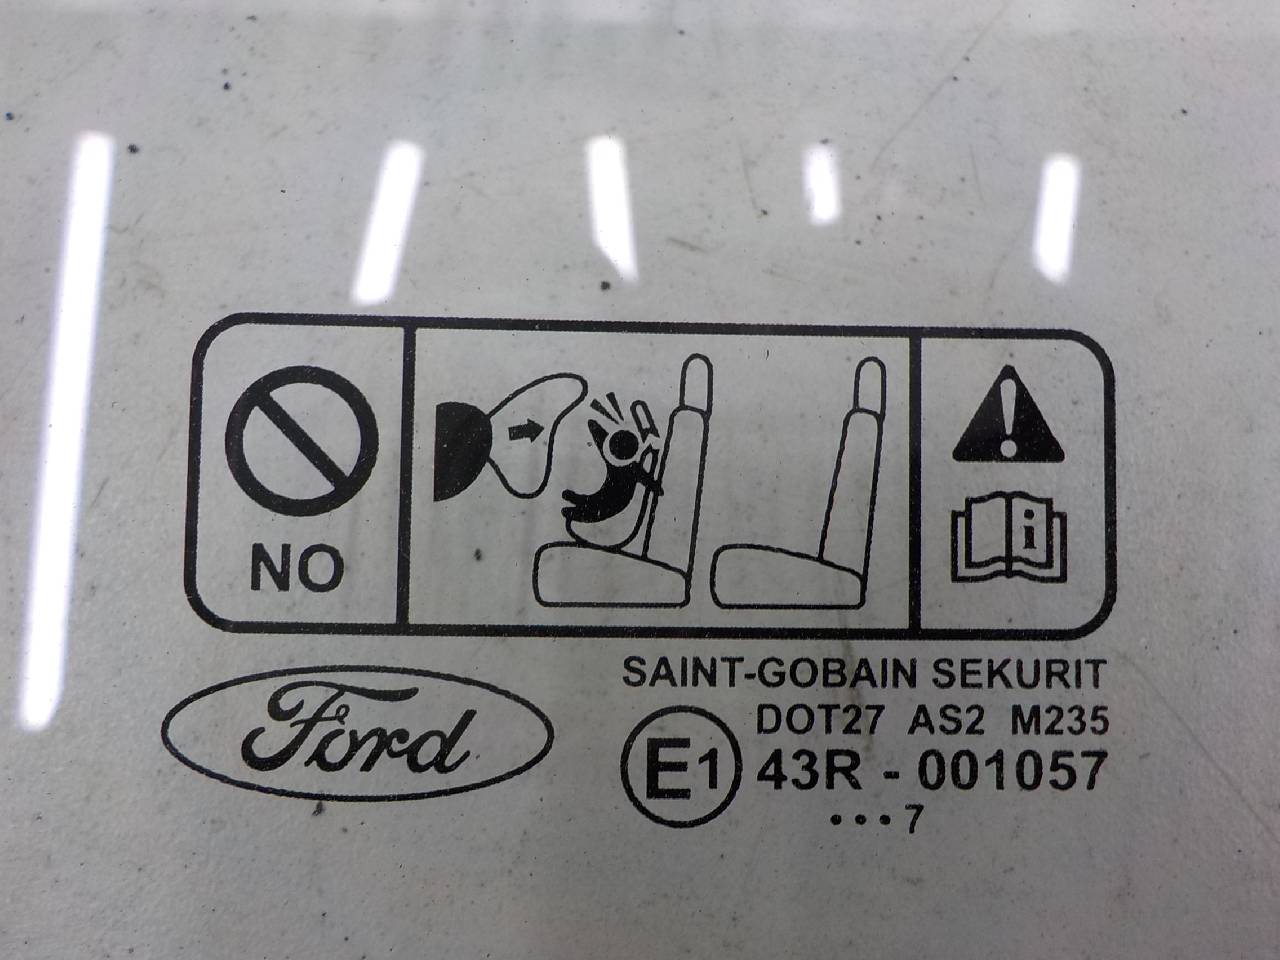 NO
i
Ford
SAINT-GOBAIN SEKURIT
DOT27 AS2 M235
E1 43R - 001057
•••7